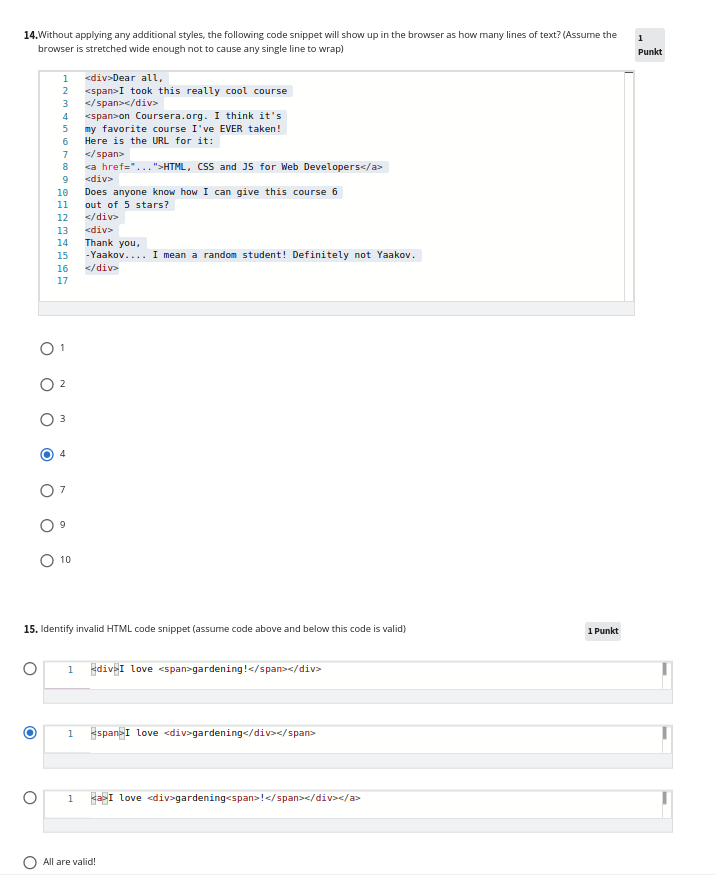 14. Without applying any additional styles, the following code snippet will show up in the browser as how many lines of text? (Assume the
browser is stretched wide enough not to cause any single line to wrap)
1
Punkt
1 <div>Dear all,
2 <span>I took this really cool course
3 </span></div>
4 <span>on Coursera.org. I think it's
5 my favorite course I've EVER taken!
6 Here is the URL for it:
7 </span>
8 <a href="...">HTML, CSS and JS for Web Developers</a>
9 <div>
10 Does anyone know how I can give this course 6
11 out of 5 stars?
12 </div>
13 <div>
14 Thank you,
15 -Yaakov.... I mean a random student! Definitely not Yaakov.
16 </div>
17
1
2
3
4
7
9
10
15. Identify invalid HTML code snippet (assume code above and below this code is valid)
1 Punkt
1 <div>I love <span>gardening!</span></div>
1 <span>I love <div>gardening</div></span>
1 <a>I love <div>gardening<span>!</span></div></a>
All are valid!